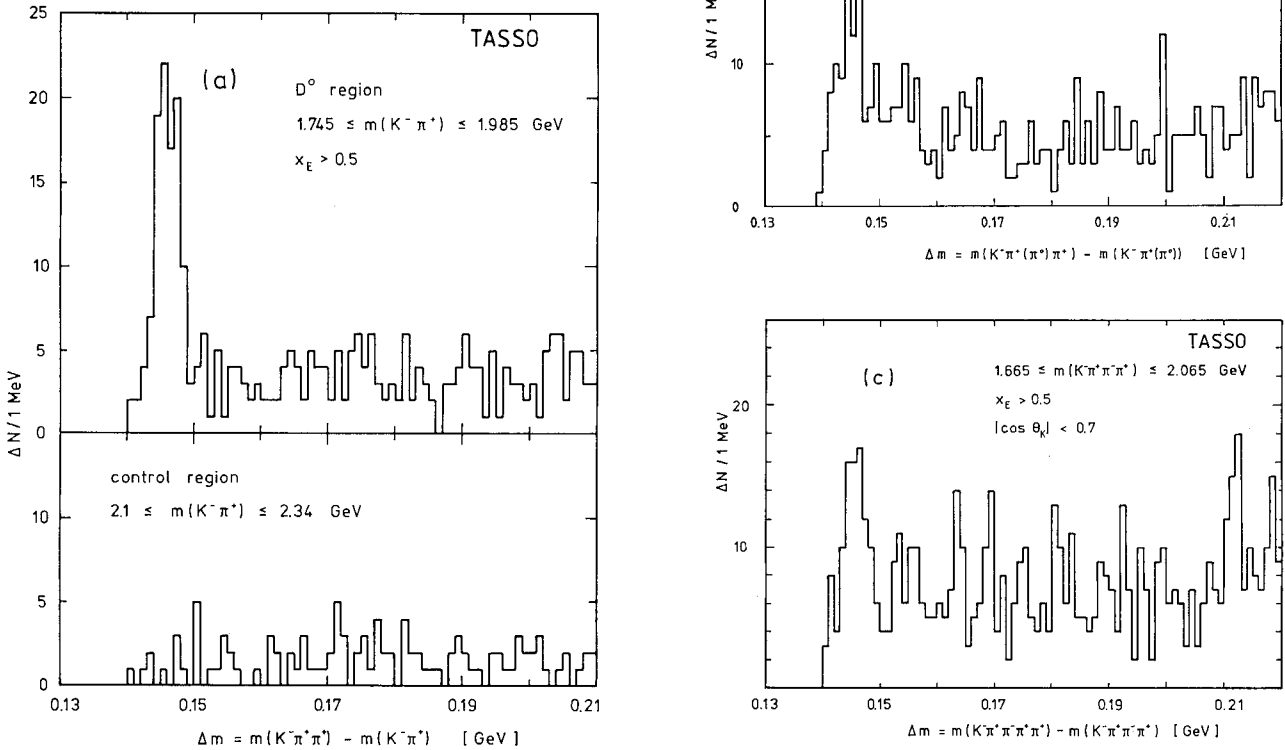 25
TASSO
(a)
D° region
1.745 ≤ m(K⁻π⁺) ≤ 1.985 GeV
x_E > 0.5
20
15
10
5
0
ΔN / 1 MeV
control region
2.1 ≤ m(K⁻π⁺) ≤ 2.34 GeV
10
5
0
0.13 0.15 0.17 0.19 0.21
Δm = m(K⁻π⁺π⁺) - m(K⁻π⁺) [GeV]
ΔN / 1 M
10
0
0.13 0.15 0.17 0.19 0.21
Δm = m(K⁻π⁺(π°)π⁺) - m(K⁻π⁺(π°)) [GeV]
TASSO
(c)
1.665 ≤ m(K⁻π⁺π⁻π⁺) ≤ 2.065 GeV
x_E > 0.5
|cos θ_K| < 0.7
20
10
ΔN / 1 MeV
0.13 0.15 0.17 0.19 0.21
Δm = m(K⁻π⁺π⁻π⁺π⁺) - m(K⁻π⁺π⁻π⁺) [GeV]